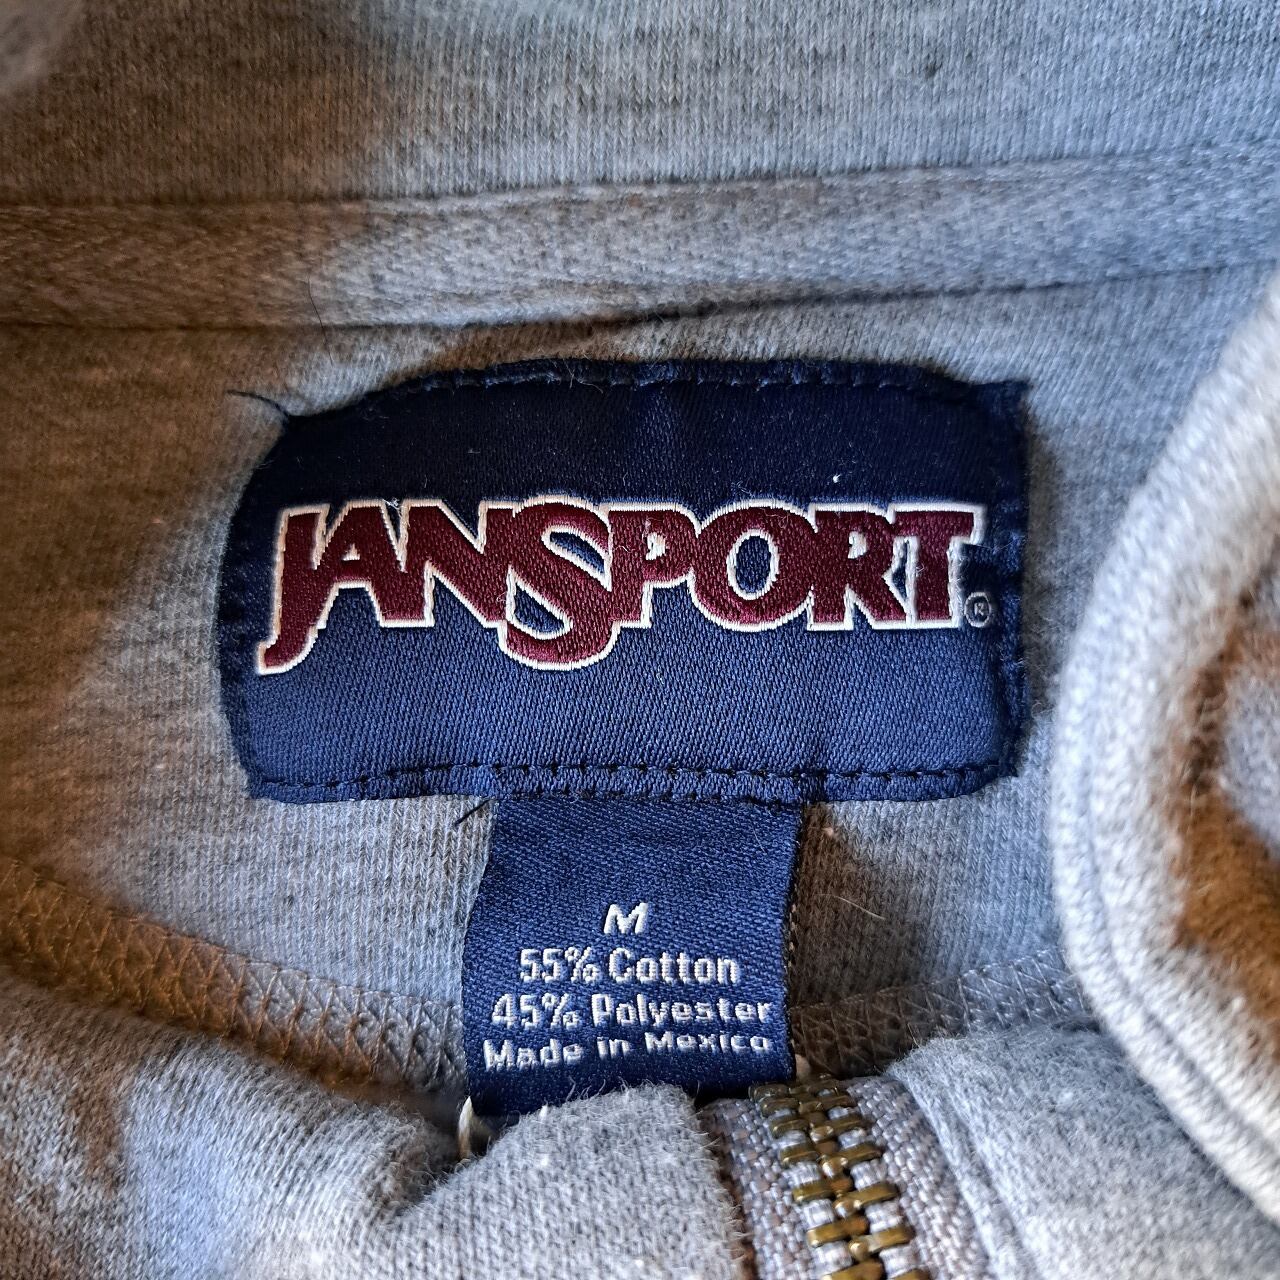 JANSPORT®
M
55% Cotton
45% Polyester
Made in Mexico